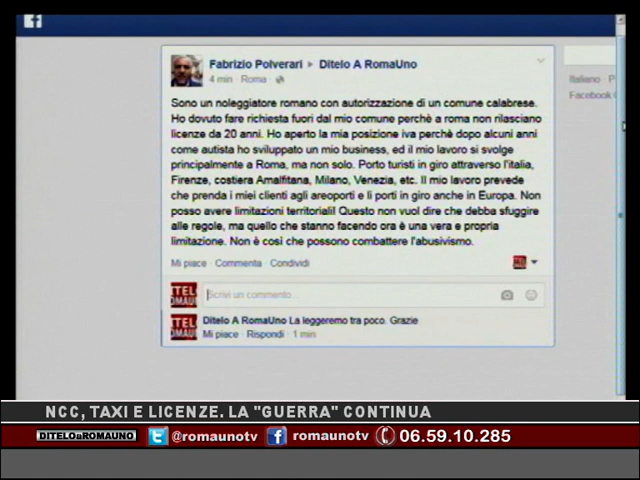 Fabrizio Polverari ▸ Ditelo A RomaUno
4 min · Roma ·
Italiano · P
Facebook
Sono un noleggiatore romano con autorizzazione di un comune calabrese.
Ho dovuto fare richiesta fuori dal mio comune perchè a roma non rilasciano
licenze da 20 anni. Ho aperto la mia posizione iva perchè dopo alcuni anni
come autista ho sviluppato un mio business, ed il mio lavoro si svolge
principalmente a Roma, ma non solo. Porto turisti in giro attraverso l'italia,
Firenze, costiera Amalfitana, Milano, Venezia, etc. Il mio lavoro prevede
che prenda i miei clienti agli areoporti e li porti in giro anche in Europa. Non
posso avere limitazioni territoriali! Questo non vuol dire che debba sfuggire
alle regole, ma quello che stanno facendo ora è una vera e propria
limitazione. Non è così che possono combattere l'abusivismo.
Mi piace · Commenta · Condividi
DITELO
ROMAUNO
Scrivi un commento...
DITELO
ROMAUNO
Ditelo A RomaUno La leggeremo tra poco. Grazie
Mi piace · Rispondi · 1 min
NCC, TAXI E LICENZE. LA "GUERRA" CONTINUA
DITELOaROMAUNO @romaunotv romaunotv 06.59.10.285